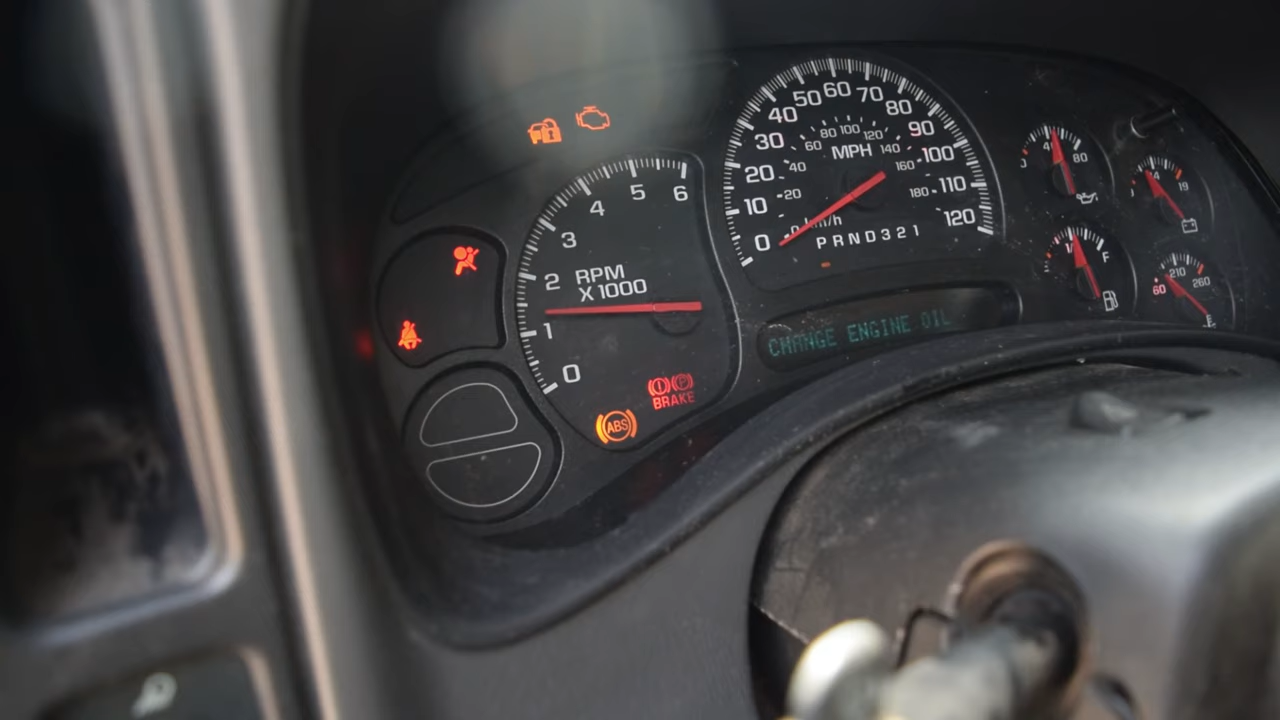 0 1 2 3 4 5 6
RPM
X 1000
ABS
BRAKE
0 10 20 30 40 50 60 70 80 90 100 110 120
20 40 60 80 100 120 140 160 180
MPH
km/h
PRND321
CHANGE ENGINE OIL
80
19
F
210
60 260